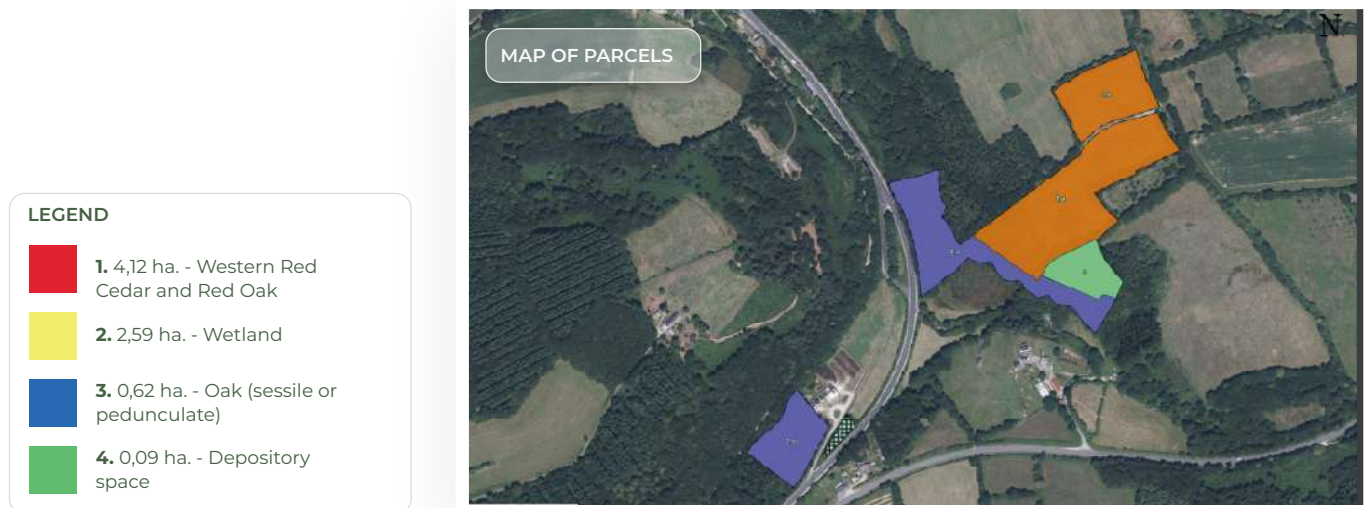 MAP OF PARCELS
N
LEGEND
1. 4,12 ha. - Western Red
Cedar and Red Oak
2. 2,59 ha. - Wetland
3. 0,62 ha. - Oak (sessile or
pedunculate)
4. 0,09 ha. - Depository
space